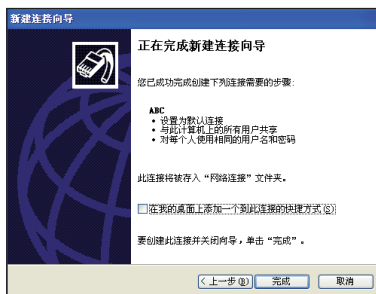 新建连接向导
正在完成新建连接向导
您已成功完成创建下列连接需要的步骤:
ABC
• 设置为默认连接
• 与此计算机上的所有用户共享
• 对每个人使用相同的用户名和密码
此连接将被存入“网络连接”文件夹。
在我的桌面上添加一个到此连接的快捷方式(S)
要创建此连接并关闭向导,单击“完成”。
< 上一步(B) 完成 取消